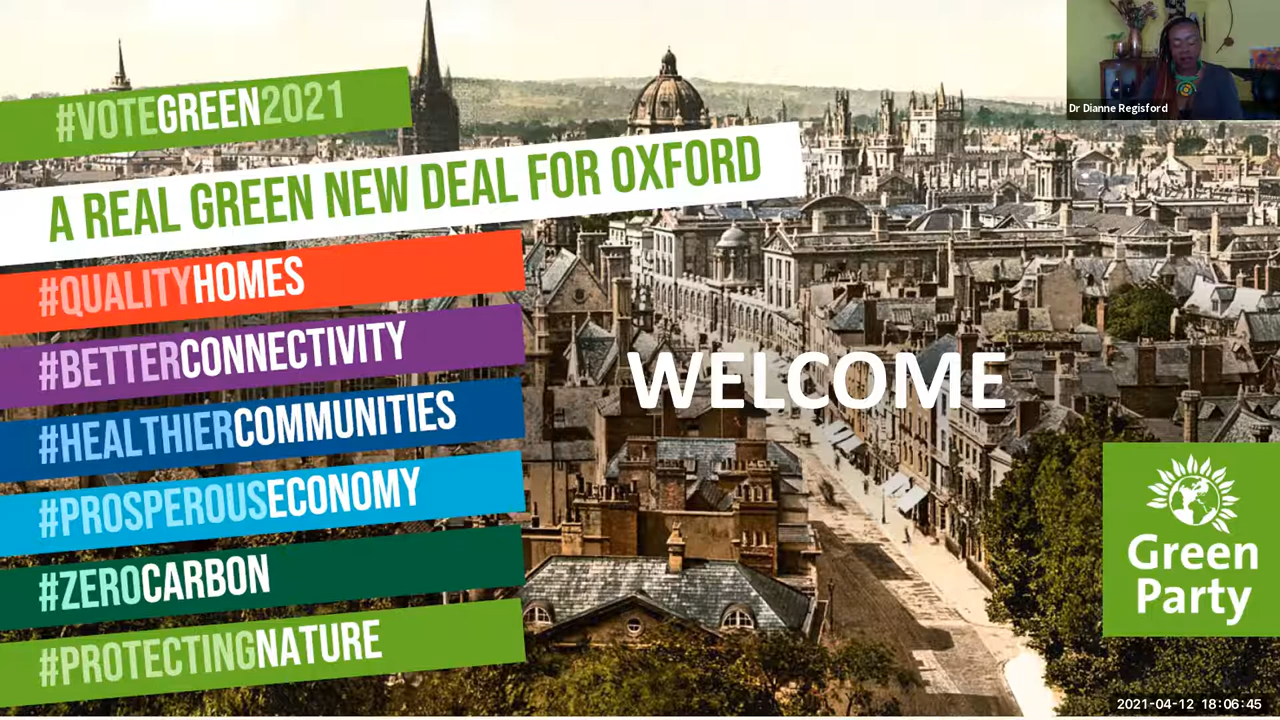 #VOTEGREEN2021
Dr Dianne Regisford
A REAL GREEN NEW DEAL FOR OXFORD
#QUALITYHOMES
#BETTERCONNECTIVITY
WELCOME
#HEALTHIERCOMMUNITIES
#PROSPEROUSECONOMY
#ZEROCARBON
#PROTECTINGNATURE
Green
Party
2021-04-12 18:06:45